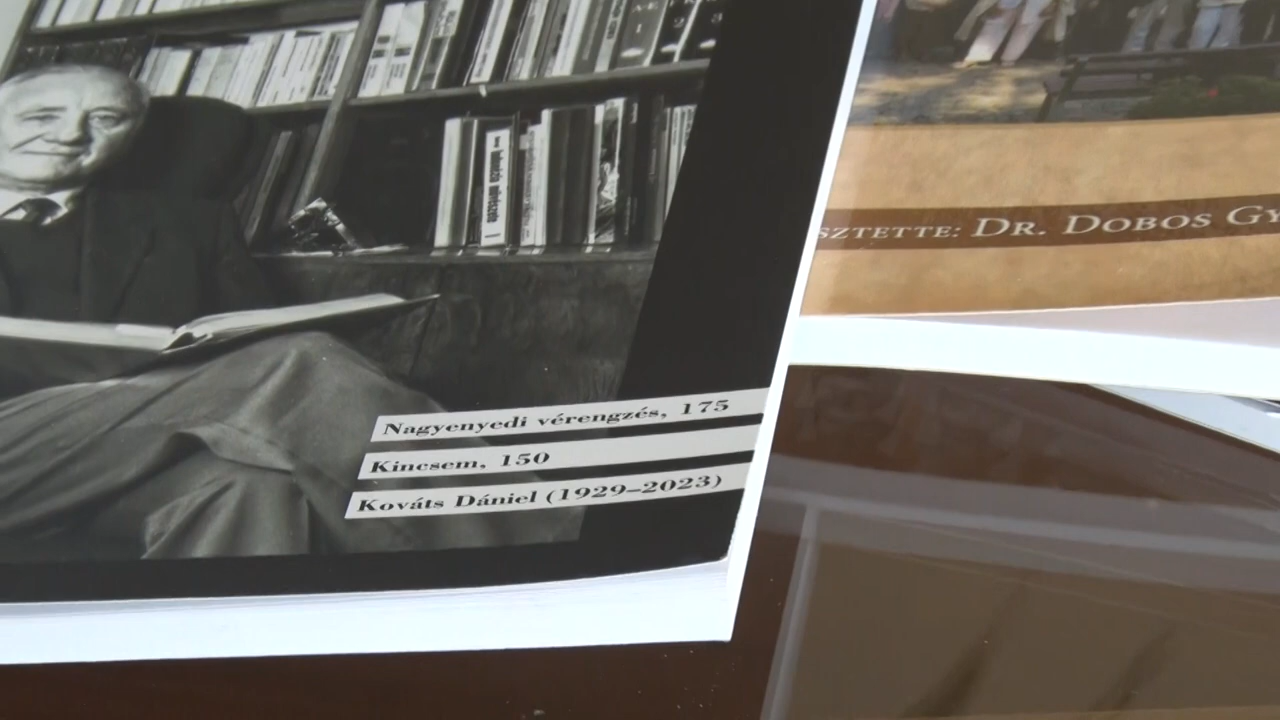 Nagyenyedi vérengzés, 175
Kincsem, 150
Kováts Dániel (1929–2023)
SZTETTE: DR. DOBOS GY